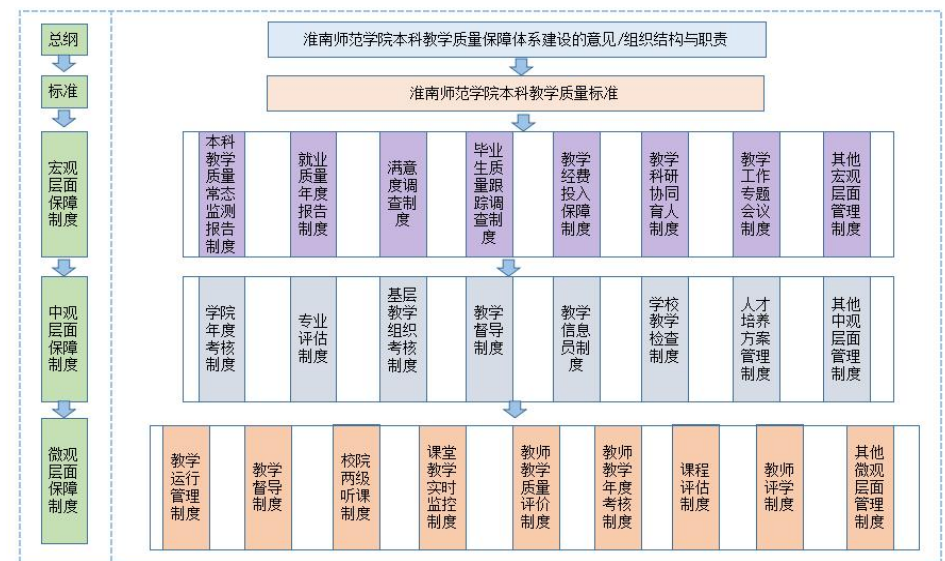 总纲
淮南师范学院本科教学质量保障体系建设的意见/组织结构与职责
标准
淮南师范学院本科教学质量标准
宏观
层面
保障
制度
本科
教学
质量
常态
监测
报告
制度
就业
质量
年度
报告
制度
满意
度调
查制
度
毕业
生质
量跟
踪调
查制
度
教学
经费
投入
保障
制度
教学
科研
协同
育人
制度
教学
工作
专题
会议
制度
其他
宏观
层面
管理
制度
中观
层面
保障
制度
学院
年度
考核
制度
专业
评估
制度
基层
教学
组织
考核
制度
教学
督导
制度
教学
信息
员制
度
学校
教学
检查
制度
人才
培养
方案
管理
制度
其他
中观
层面
管理
制度
微观
层面
保障
制度
教学
运行
管理
制度
教学
督导
制度
校院
两级
听课
制度
课堂
教学
实时
监控
制度
教师
教学
质量
评价
制度
教师
教学
年度
考核
制度
课程
评估
制度
教师
评学
制度
其他
微观
层面
管理
制度